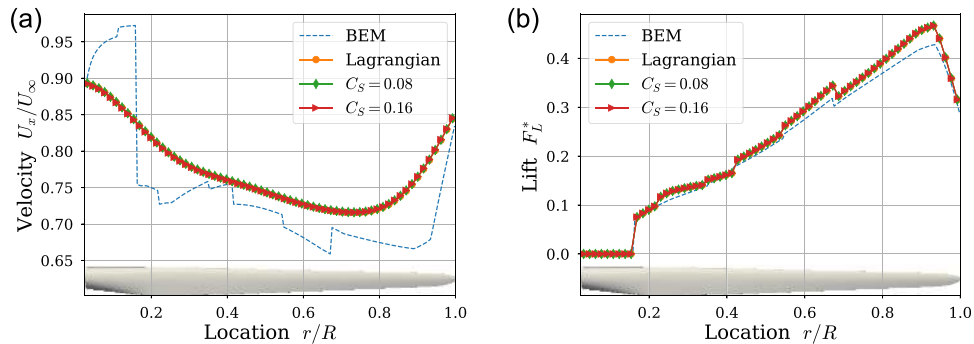 (a)
Velocity U_x/U_∞
0.95
0.90
0.85
0.80
0.75
0.70
0.65
BEM
Lagrangian
C_S = 0.08
C_S = 0.16
0.2 0.4 0.6 0.8 1.0
Location r/R
(b)
Lift F_L^*
0.4
0.3
0.2
0.1
0.0
BEM
Lagrangian
C_S = 0.08
C_S = 0.16
0.2 0.4 0.6 0.8 1.0
Location r/R